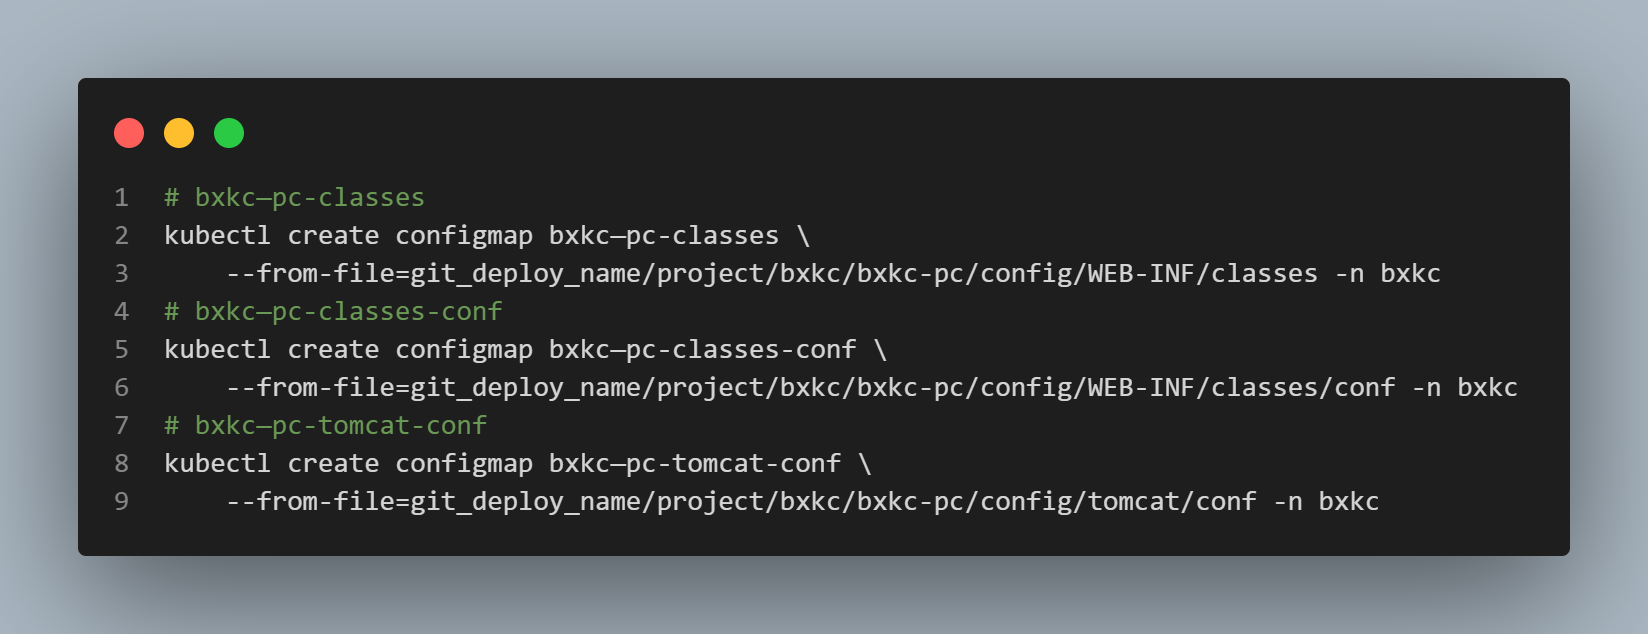 1 # bxkc—pc-classes
2 kubectl create configmap bxkc—pc-classes \
3     --from-file=git_deploy_name/project/bxkc/bxkc-pc/config/WEB-INF/classes -n bxkc
4 # bxkc—pc-classes-conf
5 kubectl create configmap bxkc—pc-classes-conf \
6     --from-file=git_deploy_name/project/bxkc/bxkc-pc/config/WEB-INF/classes/conf -n bxkc
7 # bxkc—pc-tomcat-conf
8 kubectl create configmap bxkc—pc-tomcat-conf \
9     --from-file=git_deploy_name/project/bxkc/bxkc-pc/config/tomcat/conf -n bxkc